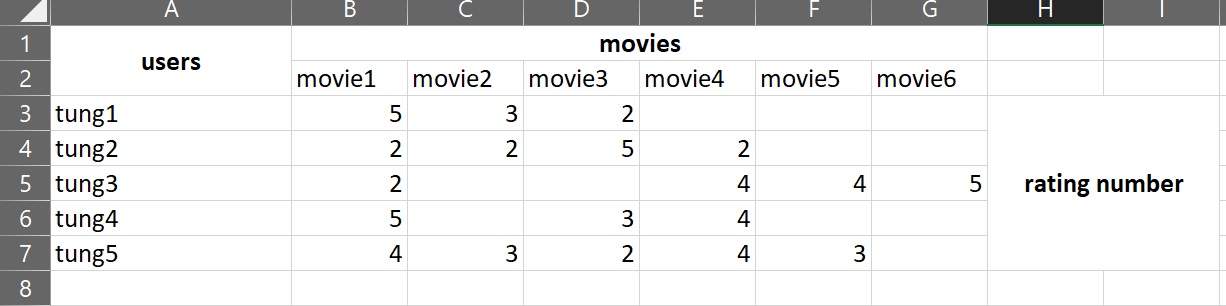 A B C D E F G H I
1 users movies
2 movie1 movie2 movie3 movie4 movie5 movie6
3 tung1 5 3 2
4 tung2 2 2 5 2
5 tung3 2 4 4 5 rating number
6 tung4 5 3 4
7 tung5 4 3 2 4 3
8